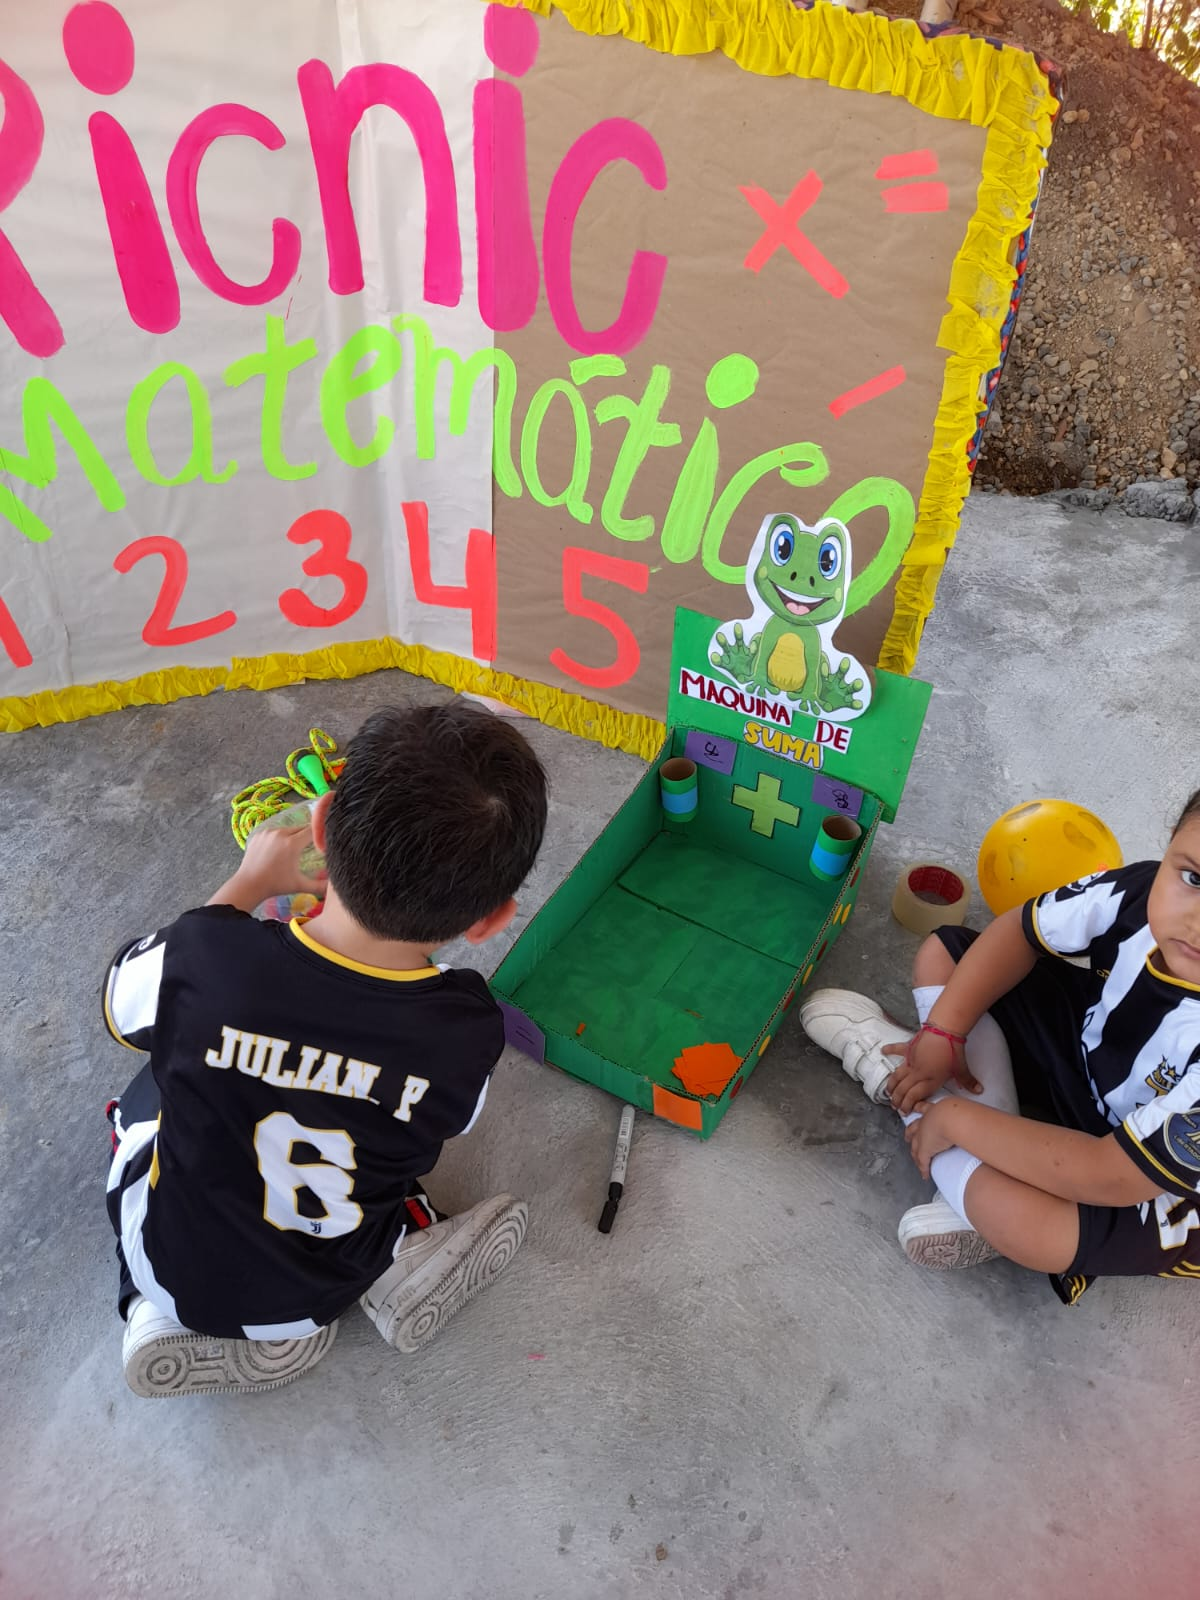 Picnic
x =
Matemático
-
1 2 3 4 5
MAQUINA DE
SUMA
+
JULIAN. P
6